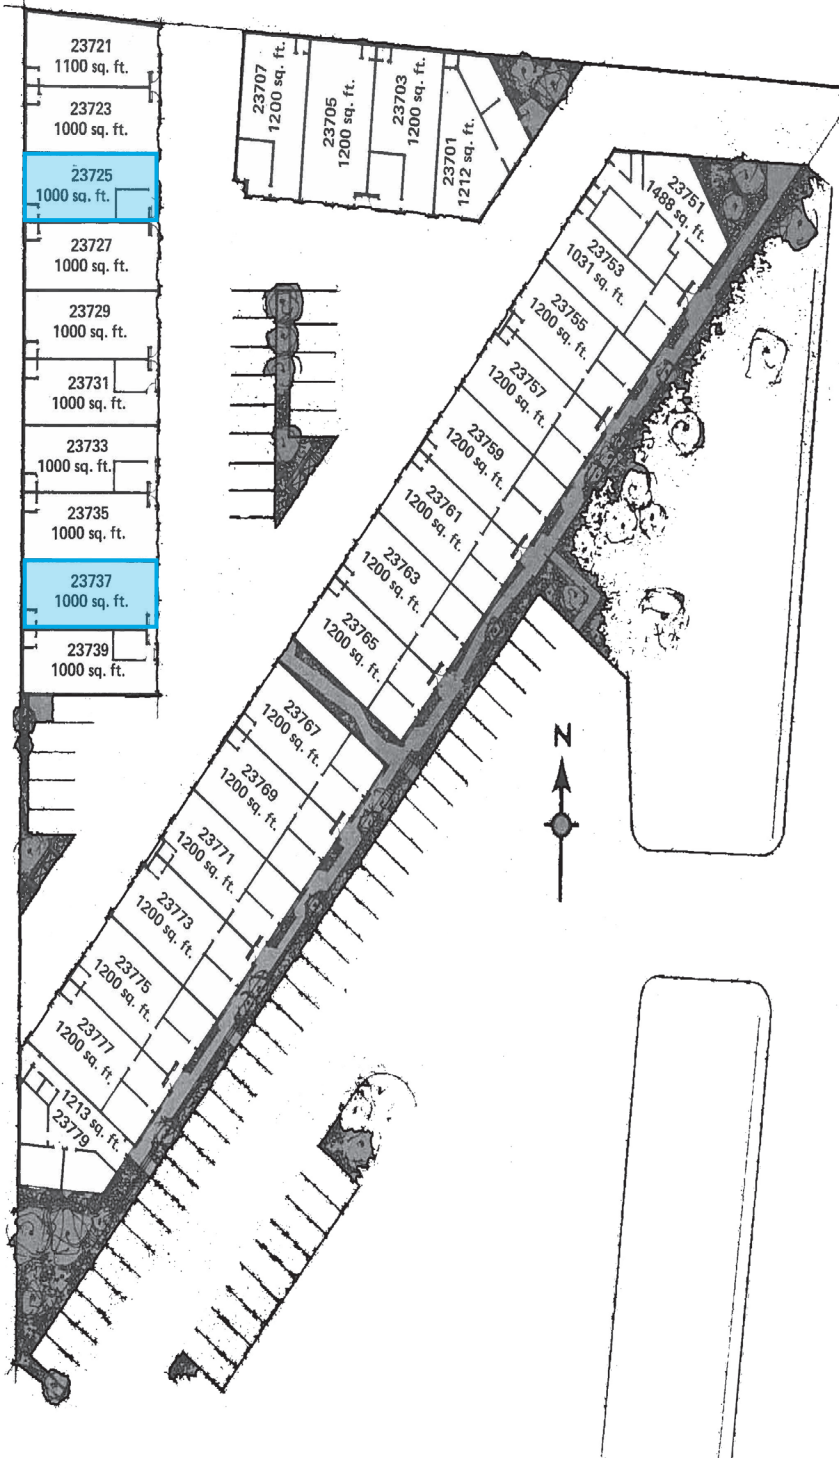 23721
1100 sq. ft.
23723
1000 sq. ft.
23725
1000 sq. ft.
23727
1000 sq. ft.
23729
1000 sq. ft.
23731
1000 sq. ft.
23733
1000 sq. ft.
23735
1000 sq. ft.
23737
1000 sq. ft.
23739
1000 sq. ft.
23707
1200 sq. ft.
23705
1200 sq. ft.
23703
1200 sq. ft.
23701
1212 sq. ft.
23751
1488 sq. ft.
23753
1031 sq. ft.
23755
1200 sq. ft.
23757
1200 sq. ft.
23759
1200 sq. ft.
23761
1200 sq. ft.
23763
1200 sq. ft.
23765
1200 sq. ft.
23767
1200 sq. ft.
23769
1200 sq. ft.
23771
1200 sq. ft.
23773
1200 sq. ft.
23775
1200 sq. ft.
23777
1200 sq. ft.
1213 sq. ft.
23779
N